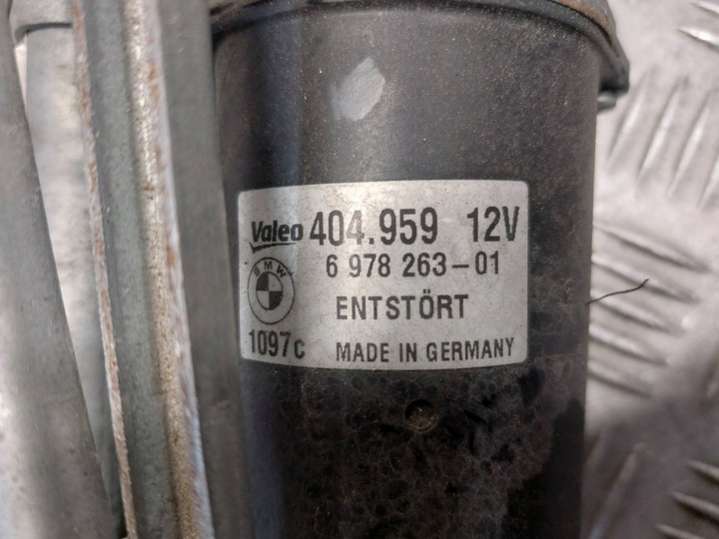 Valeo 404.959 12V
6 978 263-01
BMW
ENTSTÖRT
1097c MADE IN GERMANY